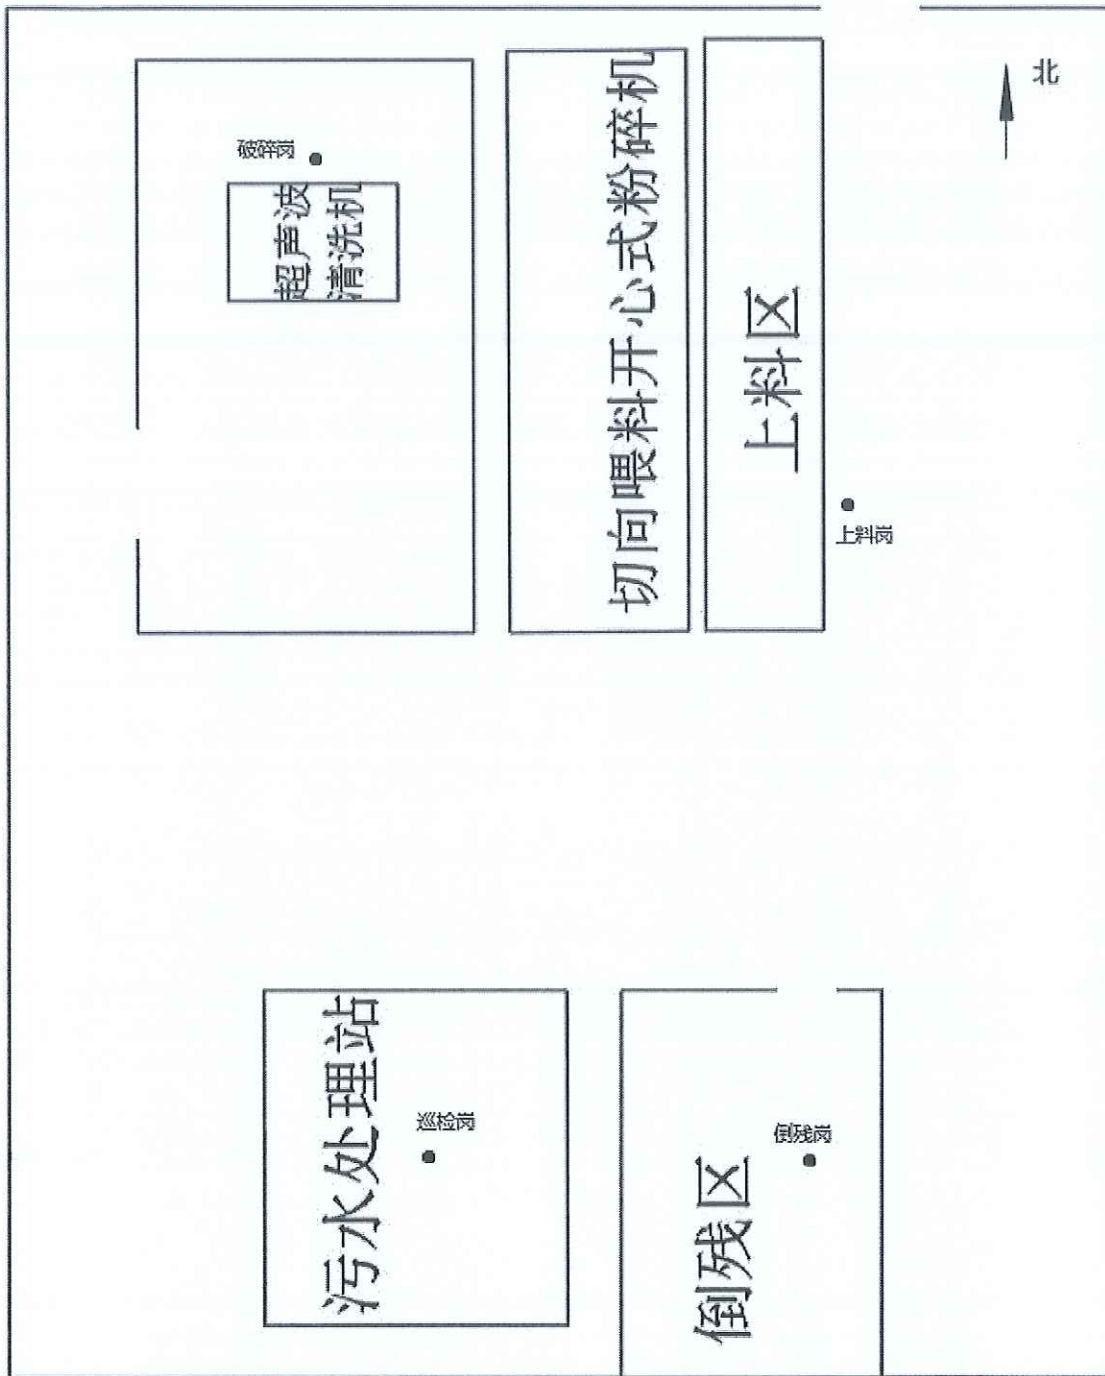 北
破碎岗
超声波
清洗机
切向喂料开心式粉碎机
上料区
上料岗
污水处理站
巡检岗
倒残岗
倒残区